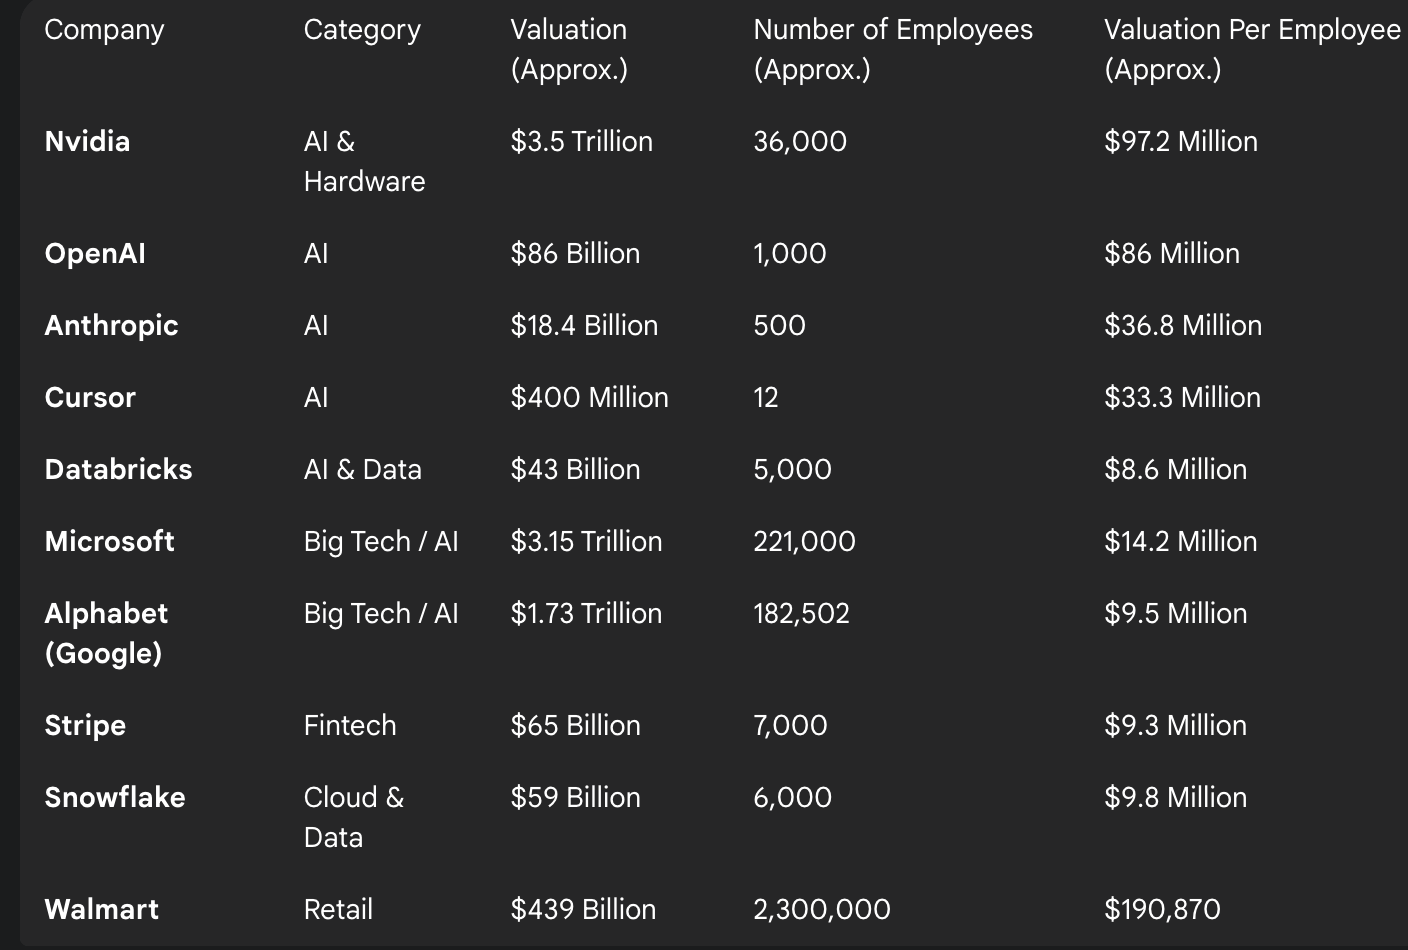 Company Category Valuation (Approx.) Number of Employees (Approx.) Valuation Per Employee (Approx.)
Nvidia AI & Hardware $3.5 Trillion 36,000 $97.2 Million
OpenAI AI $86 Billion 1,000 $86 Million
Anthropic AI $18.4 Billion 500 $36.8 Million
Cursor AI $400 Million 12 $33.3 Million
Databricks AI & Data $43 Billion 5,000 $8.6 Million
Microsoft Big Tech / AI $3.15 Trillion 221,000 $14.2 Million
Alphabet (Google) Big Tech / AI $1.73 Trillion 182,502 $9.5 Million
Stripe Fintech $65 Billion 7,000 $9.3 Million
Snowflake Cloud & Data $59 Billion 6,000 $9.8 Million
Walmart Retail $439 Billion 2,300,000 $190,870